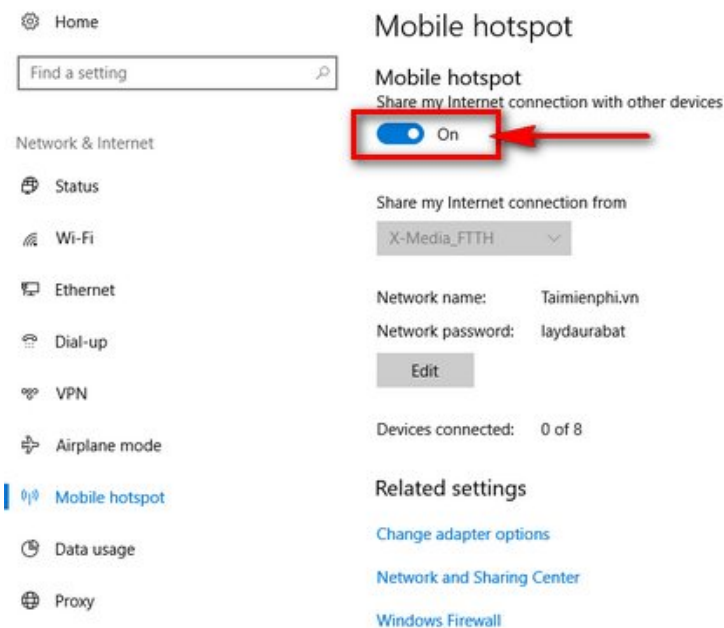 Home
Find a setting
Network & Internet
Status
Wi-Fi
Ethernet
Dial-up
VPN
Airplane mode
Mobile hotspot
Data usage
Proxy
Mobile hotspot
Mobile hotspot
Share my Internet connection with other devices
On
Share my Internet connection from
X-Media_FTTH
Network name: Taimienphi.vn
Network password: laydaurabat
Edit
Devices connected: 0 of 8
Related settings
Change adapter options
Network and Sharing Center
Windows Firewall